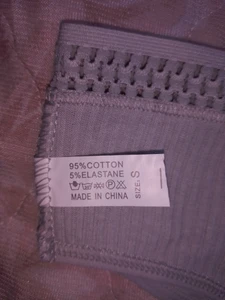 95%COTTON
5%ELASTANE
MADE IN CHINA
SIZE: S